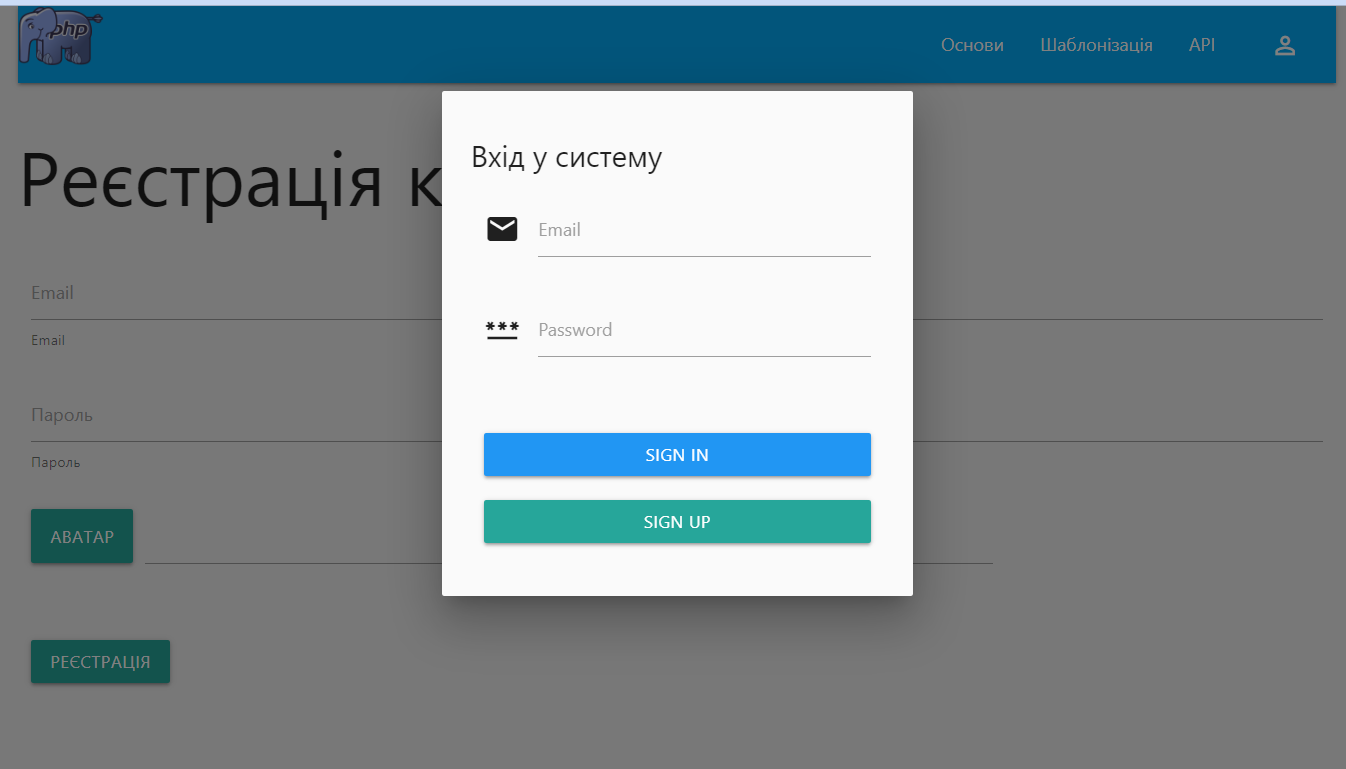 php
Основи Шаблонізація API
Вхід у систему
Email
***
Password
SIGN IN
SIGN UP
Реєстрація к
Email
Email
Пароль
Пароль
АВАТАР
РЕЄСТРАЦІЯ